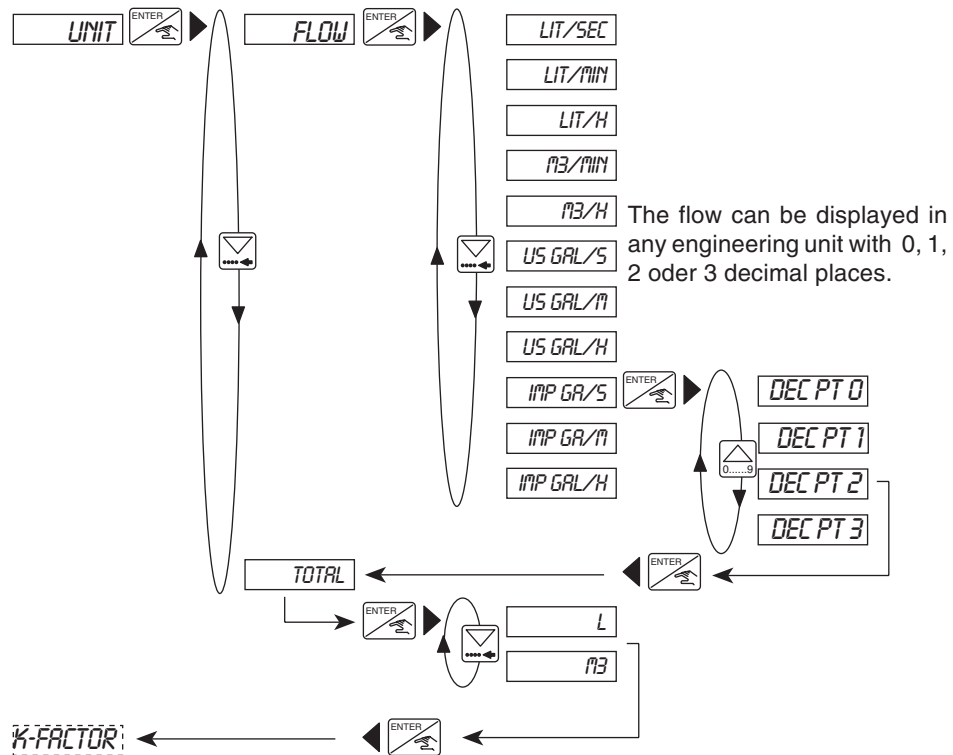 UNIT
ENTER
FLOW
ENTER
LIT/SEC
LIT/MIN
LIT/H
M3/MIN
M3/H
US GAL/S
US GAL/M
US GAL/H
IMP GA/S
IMP GA/M
IMP GAL/H
The flow can be displayed in
any engineering unit with 0, 1,
2 oder 3 decimal places.
ENTER
0......9
DEC PT 0
DEC PT 1
DEC PT 2
DEC PT 3
ENTER
TOTAL
ENTER
L
M3
ENTER
K-FACTOR